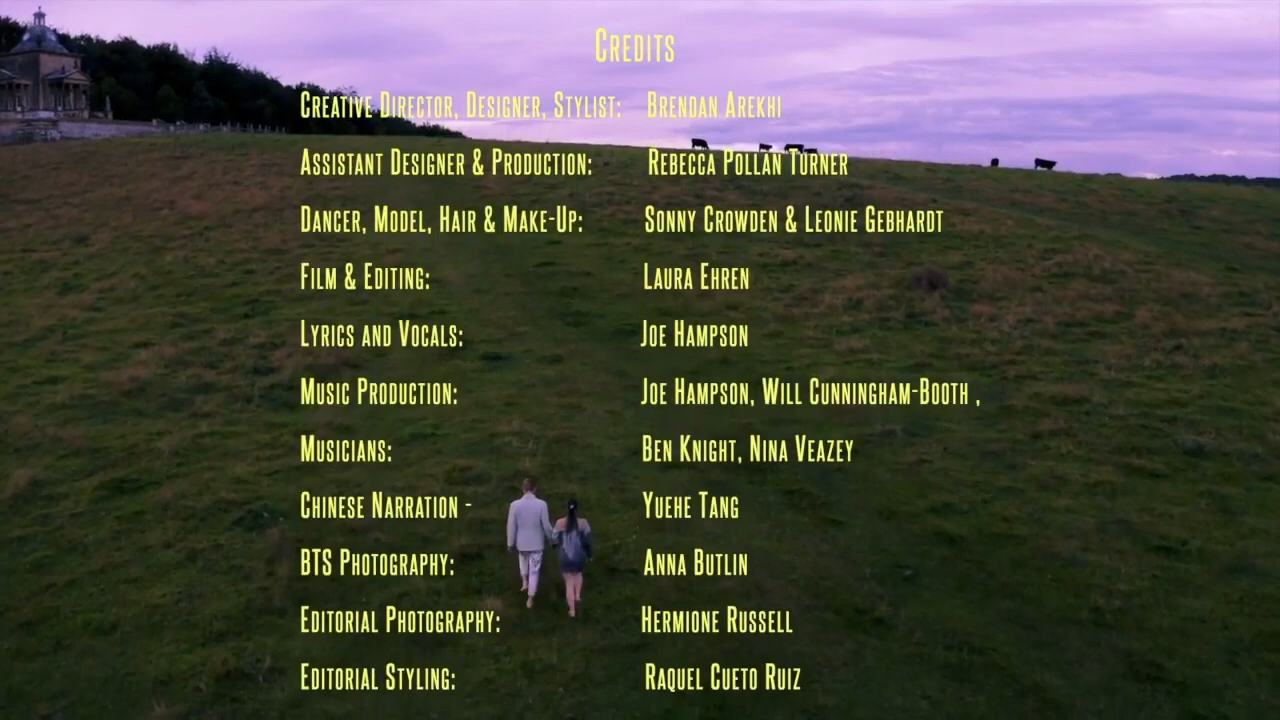 Credits
Creative Director, Designer, Stylist: Brendan Arekhi
Assistant Designer & Production: Rebecca Pollàn Turner
Dancer, Model, Hair & Make-Up: Sonny Crowden & Leonie Gebhardt
Film & Editing: Laura Ehren
Lyrics and Vocals: Joe Hampson
Music Production: Joe Hampson, Will Cunningham-Booth ,
Musicians: Ben Knight, Nina Veazey
Chinese Narration - Yuehe Tang
BTS Photography: Anna Butlin
Editorial Photography: Hermione Russell
Editorial Styling: Raquel Cueto Ruiz